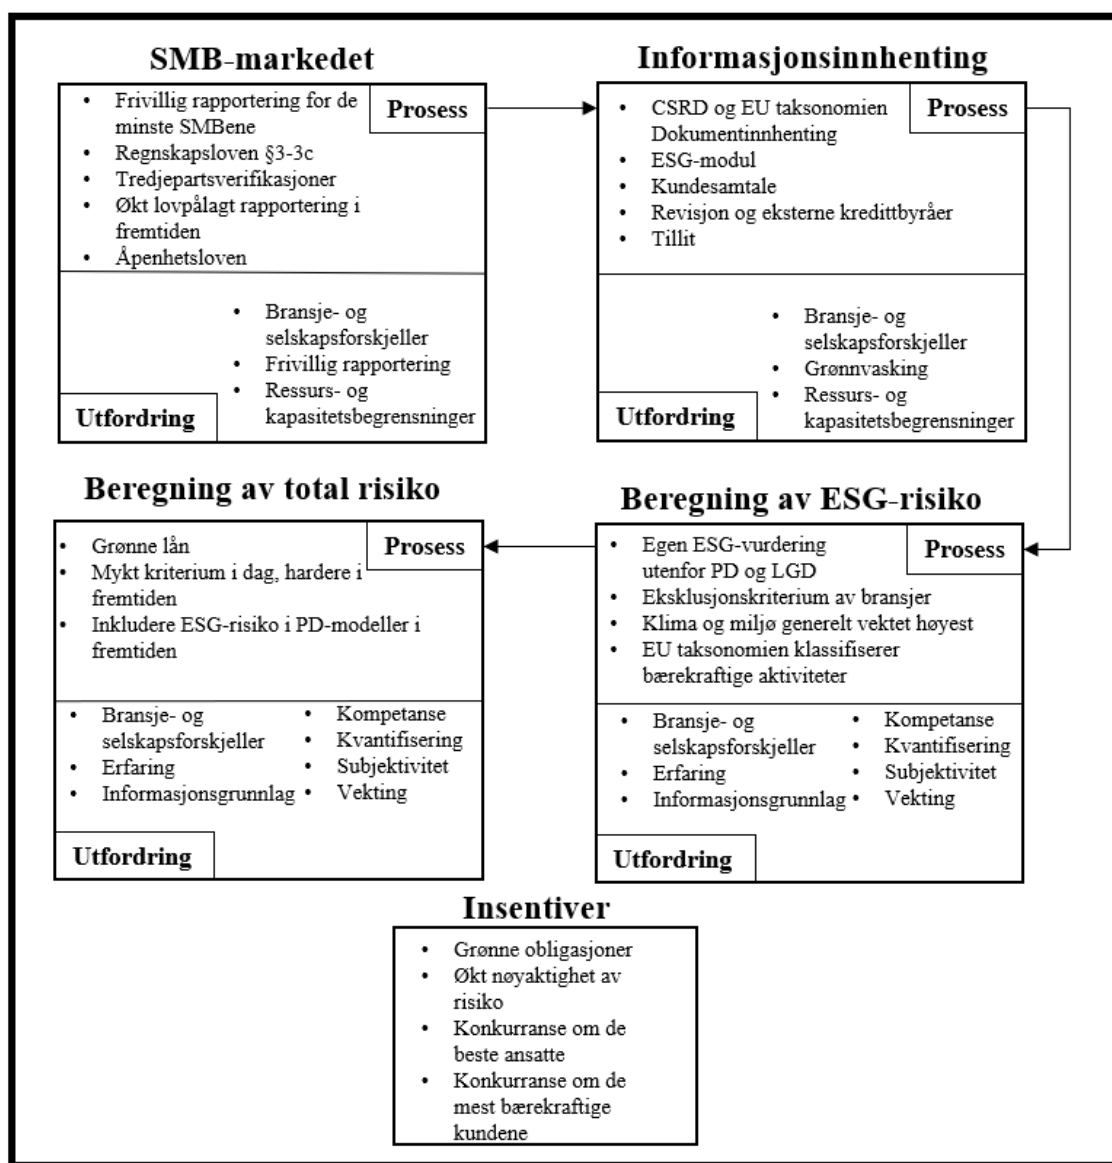 SMB-markedet
Prosess
Frivillig rapportering for de
minste SMBene
Regnskapsloven §3-3c
Tredjepartsverifikasjoner
Økt lovpålagt rapportering i
fremtiden
Åpenhetsloven
Bransje- og
selskapsforskjeller
Frivillig rapportering
Ressurs- og
kapasitetsbegrensninger
Utfordring
Informasjonsinnhenting
Prosess
CSRD og EU taksonomien
Dokumentinnhenting
ESG-modul
Kundesamtale
Revisjon og eksterne kredittbyråer
Tillit
Bransje- og
selskapsforskjeller
Grønnvasking
Ressurs- og
kapasitetsbegrensninger
Utfordring
Beregning av ESG-risiko
Prosess
Egen ESG-vurdering
utenfor PD og LGD
Eksklusjonskriterium av bransjer
Klima og miljø generelt vektet høyest
EU taksonomien klassifiserer
bærekraftige aktiviteter
Bransje- og
selskapsforskjeller
Erfaring
Informasjonsgrunnlag
Kompetanse
Kvantifisering
Subjektivitet
Vekting
Utfordring
Beregning av total risiko
Prosess
Grønne lån
Mykt kriterium i dag, hardere i
fremtiden
Inkludere ESG-risiko i PD-modeller i
fremtiden
Bransje- og
selskapsforskjeller
Erfaring
Informasjonsgrunnlag
Kompetanse
Kvantifisering
Subjektivitet
Vekting
Utfordring
Insentiver
Grønne obligasjoner
Økt nøyaktighet av
risiko
Konkurranse om de
beste ansatte
Konkurranse om de
mest bærekraftige
kundene